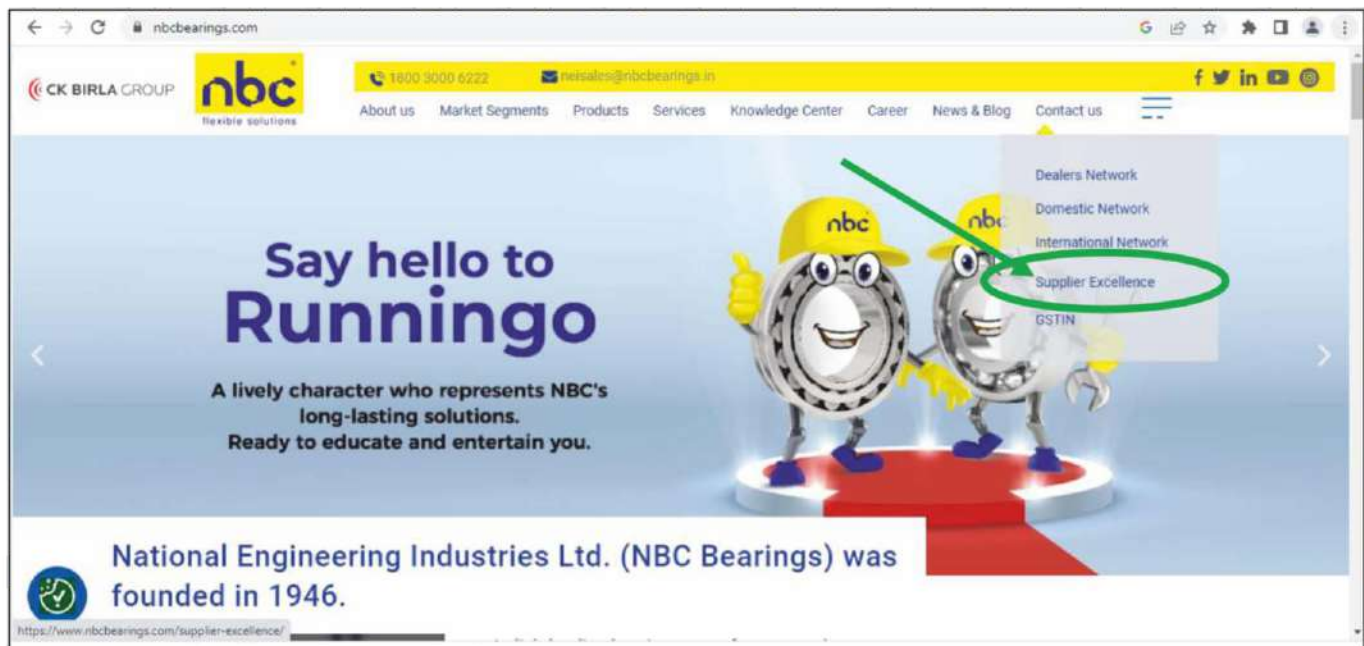 nbcbearings.com
CK BIRLA GROUP
nbc
flexible solutions
1800 3000 6222
neisales@nbcbearings.in
About us
Market Segments
Products
Services
Knowledge Center
Career
News & Blog
Contact us
Dealers Network
Domestic Network
International Network
Supplier Excellence
GSTIN
nbc
nbc
Say hello to
Runningo
A lively character who represents NBC's
long-lasting solutions.
Ready to educate and entertain you.
National Engineering Industries Ltd. (NBC Bearings) was
founded in 1946.
https://www.nbcbearings.com/supplier-excellence/